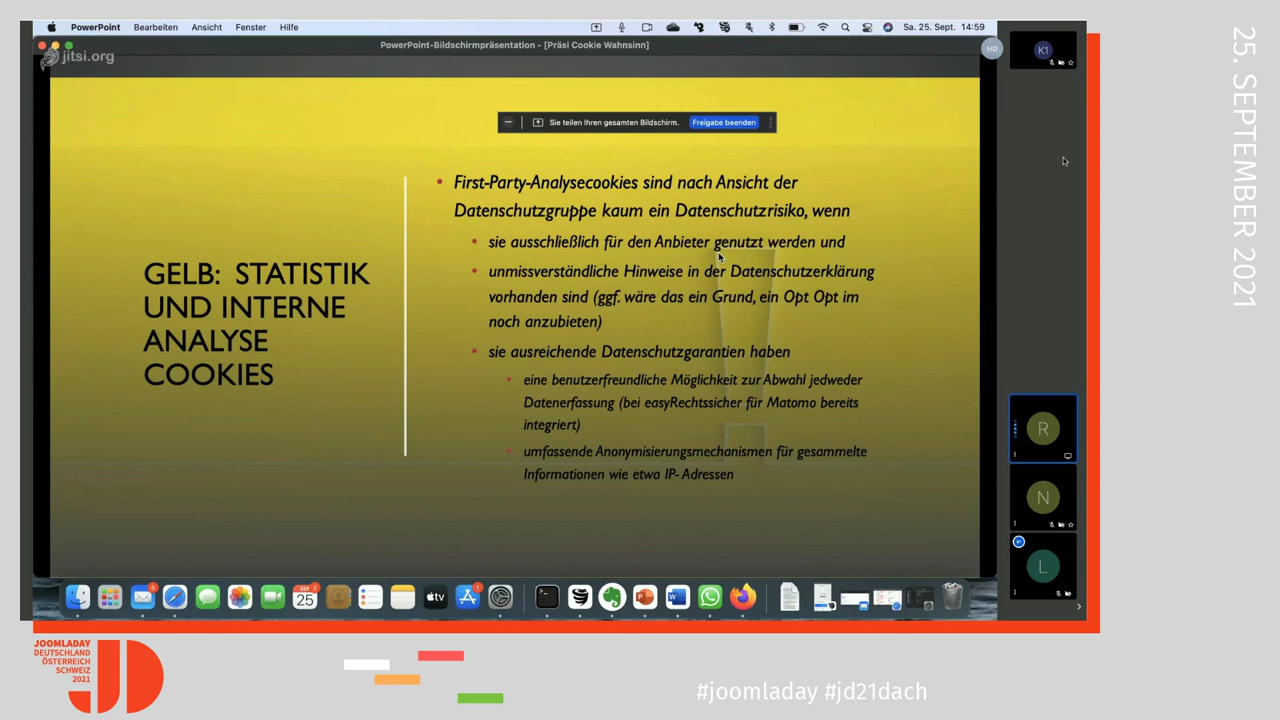 PowerPoint Bearbeiten Ansicht Fenster Hilfe
Sa. 25. Sept. 14:59
PowerPoint-Bildschirmpräsentation - [Präsi Cookie Wahnsinn]
jitsi.org
HD
K1
Sie teilen Ihren gesamten Bildschirm. Freigabe beenden
GELB: STATISTIK
UND INTERNE
ANALYSE
COOKIES
• First-Party-Analysecookies sind nach Ansicht der
Datenschutzgruppe kaum ein Datenschutzrisiko, wenn
• sie ausschließlich für den Anbieter genutzt werden und
• unmissverständliche Hinweise in der Datenschutzerklärung
vorhanden sind (ggf. wäre das ein Grund, ein Opt Opt im
noch anzubieten)
• sie ausreichende Datenschutzgarantien haben
• eine benutzerfreundliche Möglichkeit zur Abwahl jedweder
Datenerfassung (bei easyRechtssicher für Matomo bereits
integriert)
• umfassende Anonymisierungsmechanismen für gesammelte
Informationen wie etwa IP- Adressen
R
N
L
SEP
25
tv
25. SEPTEMBER 2021
JOOMLADAY
DEUTSCHLAND
ÖSTERREICH
SCHWEIZ
2021
JD
#joomladay #jd21dach